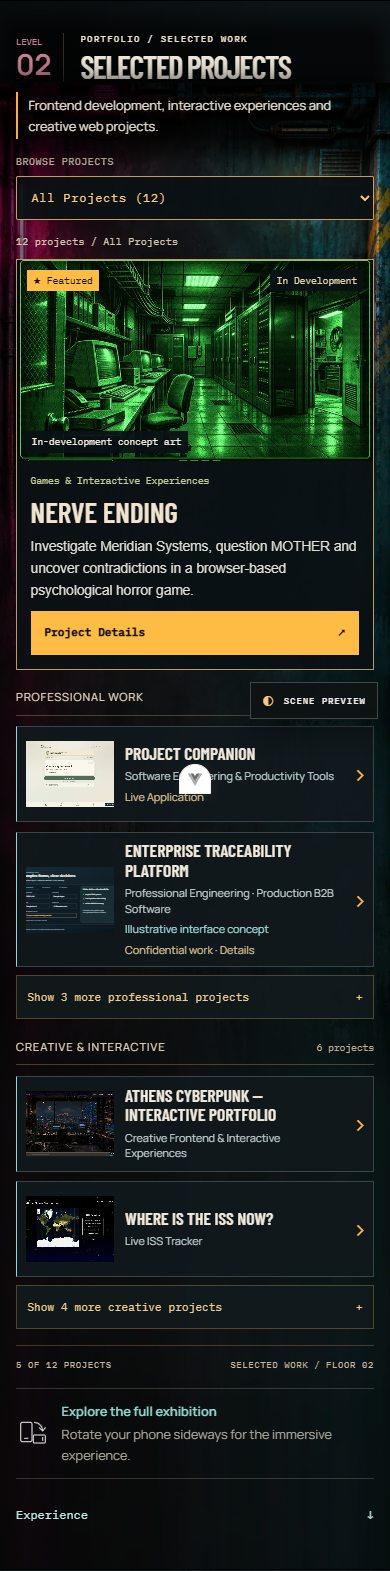 LEVEL
02
PORTFOLIO / SELECTED WORK
SELECTED PROJECTS
Frontend development, interactive experiences and
creative web projects.
BROWSE PROJECTS
All Projects (12)
12 projects / All Projects
★ Featured
In Development
In-development concept art
Games & Interactive Experiences
NERVE ENDING
Investigate Meridian Systems, question MOTHER and
uncover contradictions in a browser-based
psychological horror game.
Project Details ↗
PROFESSIONAL WORK
SCENE PREVIEW
PROJECT COMPANION
Software Engineering & Productivity Tools
Live Application
ENTERPRISE TRACEABILITY
PLATFORM
Professional Engineering · Production B2B
Software
Illustrative interface concept
Confidential work · Details
Show 3 more professional projects +
CREATIVE & INTERACTIVE
6 projects
ATHENS CYBERPUNK —
INTERACTIVE PORTFOLIO
Creative Frontend & Interactive
Experiences
WHERE IS THE ISS NOW?
Live ISS Tracker
Show 4 more creative projects +
5 OF 12 PROJECTS
SELECTED WORK / FLOOR 02
Explore the full exhibition
Rotate your phone sideways for the immersive
experience.
Experience ↓